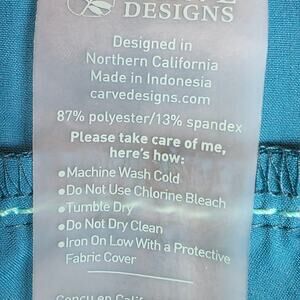 DESIGNS
Designed in
Northern California
Made in Indonesia
carvedesigns.com
87% polyester/13% spandex
Please take care of me,
here's how:
•Machine Wash Cold
•Do Not Use Chlorine Bleach
•Tumble Dry
•Do Not Dry Clean
•Iron On Low With a Protective
Fabric Cover